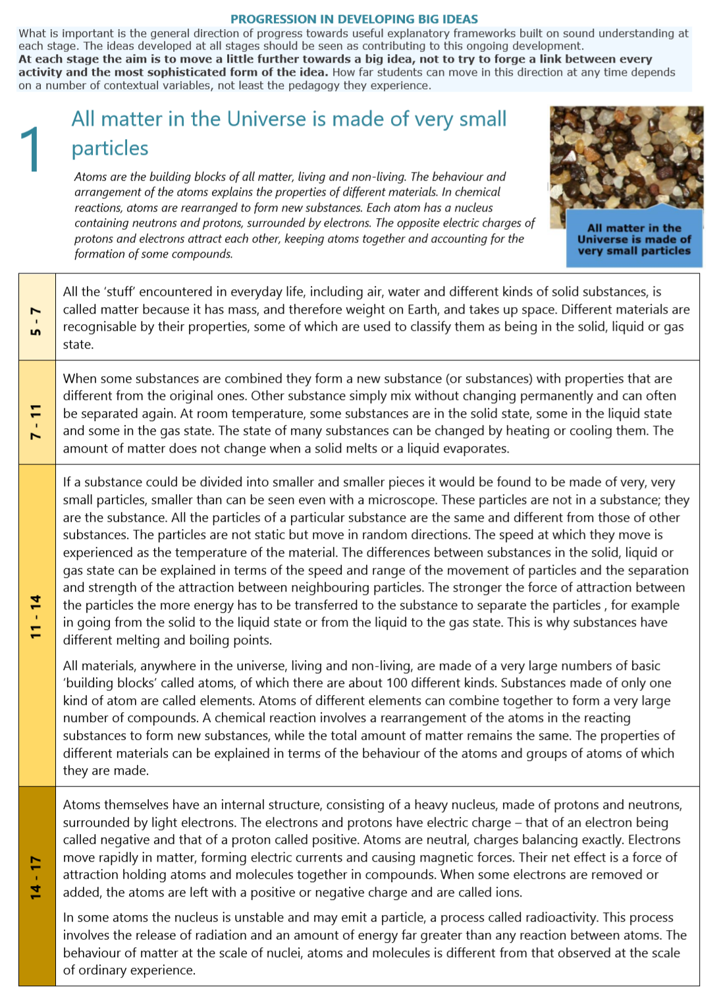 PROGRESSION IN DEVELOPING BIG IDEAS
What is important is the general direction of progress towards useful explanatory frameworks built on sound understanding at
each stage. The ideas developed at all stages should be seen as contributing to this ongoing development.
At each stage the aim is to move a little further towards a big idea, not to try to forge a link between every
activity and the most sophisticated form of the idea. How far students can move in this direction at any time depends
on a number of contextual variables, not least the pedagogy they experience.
1
All matter in the Universe is made of very small
particles
Atoms are the building blocks of all matter, living and non-living. The behaviour and
arrangement of the atoms explains the properties of different materials. In chemical
reactions, atoms are rearranged to form new substances. Each atom has a nucleus
containing neutrons and protons, surrounded by electrons. The opposite electric charges of
protons and electrons attract each other, keeping atoms together and accounting for the
formation of some compounds.
All matter in the
Universe is made of
very small particles
5 - 7
All the ‘stuff’ encountered in everyday life, including air, water and different kinds of solid substances, is
called matter because it has mass, and therefore weight on Earth, and takes up space. Different materials are
recognisable by their properties, some of which are used to classify them as being in the solid, liquid or gas
state.
7 - 11
When some substances are combined they form a new substance (or substances) with properties that are
different from the original ones. Other substance simply mix without changing permanently and can often
be separated again. At room temperature, some substances are in the solid state, some in the liquid state
and some in the gas state. The state of many substances can be changed by heating or cooling them. The
amount of matter does not change when a solid melts or a liquid evaporates.
11 - 14
If a substance could be divided into smaller and smaller pieces it would be found to be made of very, very
small particles, smaller than can be seen even with a microscope. These particles are not in a substance; they
are the substance. All the particles of a particular substance are the same and different from those of other
substances. The particles are not static but move in random directions. The speed at which they move is
experienced as the temperature of the material. The differences between substances in the solid, liquid or
gas state can be explained in terms of the speed and range of the movement of particles and the separation
and strength of the attraction between neighbouring particles. The stronger the force of attraction between
the particles the more energy has to be transferred to the substance to separate the particles , for example
in going from the solid to the liquid state or from the liquid to the gas state. This is why substances have
different melting and boiling points.
All materials, anywhere in the universe, living and non-living, are made of a very large numbers of basic
‘building blocks’ called atoms, of which there are about 100 different kinds. Substances made of only one
kind of atom are called elements. Atoms of different elements can combine together to form a very large
number of compounds. A chemical reaction involves a rearrangement of the atoms in the reacting
substances to form new substances, while the total amount of matter remains the same. The properties of
different materials can be explained in terms of the behaviour of the atoms and groups of atoms of which
they are made.
14 - 17
Atoms themselves have an internal structure, consisting of a heavy nucleus, made of protons and neutrons,
surrounded by light electrons. The electrons and protons have electric charge – that of an electron being
called negative and that of a proton called positive. Atoms are neutral, charges balancing exactly. Electrons
move rapidly in matter, forming electric currents and causing magnetic forces. Their net effect is a force of
attraction holding atoms and molecules together in compounds. When some electrons are removed or
added, the atoms are left with a positive or negative charge and are called ions.
In some atoms the nucleus is unstable and may emit a particle, a process called radioactivity. This process
involves the release of radiation and an amount of energy far greater than any reaction between atoms. The
behaviour of matter at the scale of nuclei, atoms and molecules is different from that observed at the scale
of ordinary experience.